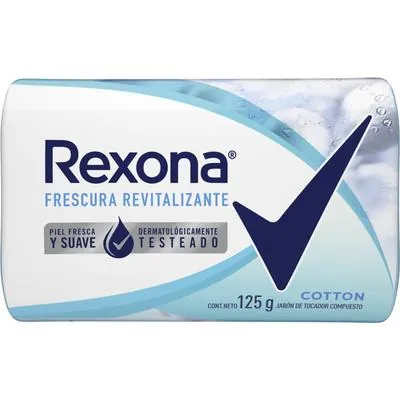 Rexona®
FRESCURA REVITALIZANTE
PIEL FRESCA
Y SUAVE
DERMATOLÓGICAMENTE
TESTEADO
COTTON
CONT.NETO 125 g JABÓN DE TOCADOR COMPUESTO